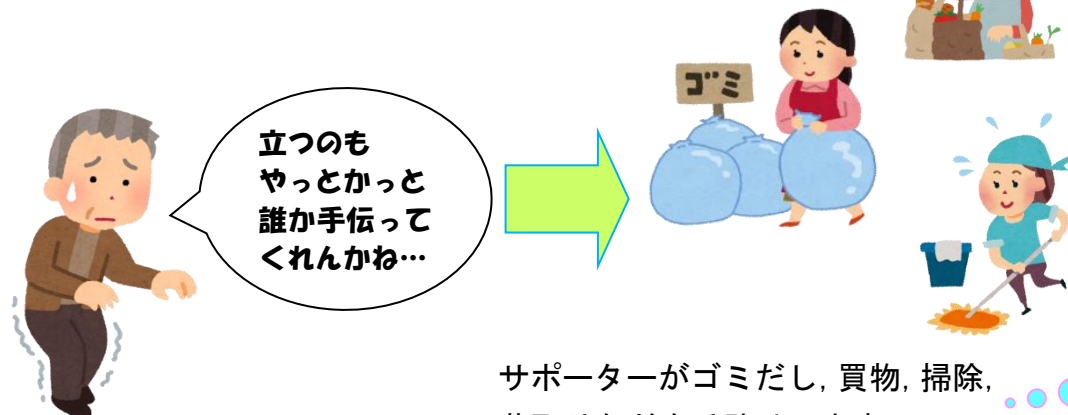 立つのも
やっとかっと
誰か手伝って
くれんかね…
ゴミ
サポーターがゴミだし,買物,掃除,